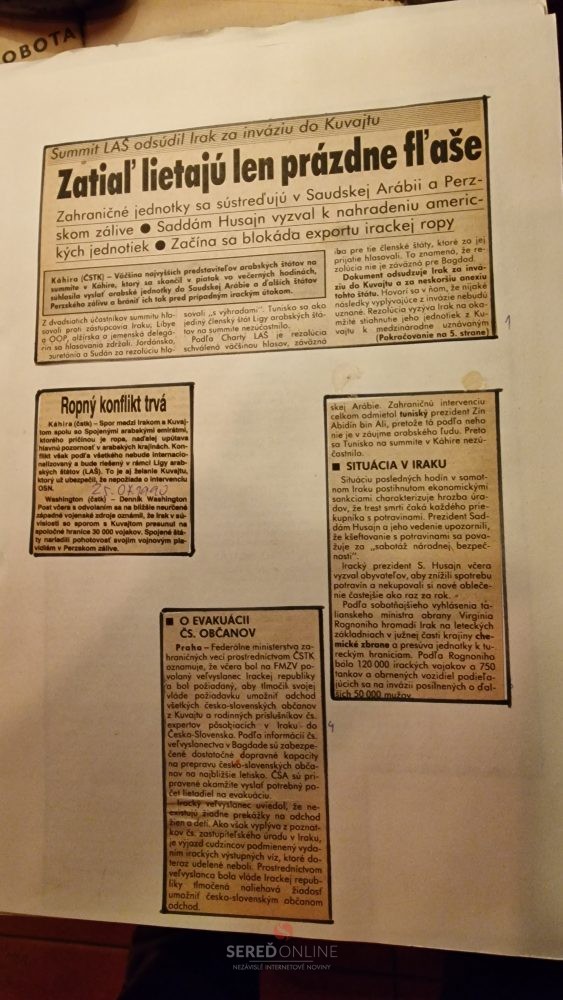 OBOTA
Summit LAŠ odsúdil Irak za inváziu do Kuvajtu
Zatiaľ lietajú len prázdne fľaše
Zahraničné jednotky sa sústreďujú v Saudskej Arábii a Perz-
skom zálive ● Saddám Husajn vyzval k nahradeniu americ-
kých jednotiek ● Začína sa blokáda exportu irackej ropy
Káhira (ČSTK) – Väčšina najvyšších predstaviteľov arabských štátov na
summite v Káhire, ktorý sa skončil v piatok vo večerných hodinách,
súhlasila vyslať arabské jednotky do Saudskej Arábie a ďalších štátov
Perzského zálivu a brániť ich tak pred prípadným irackým útokom.
Z dvadsiatich účastníkov summitu hla-
sovali proti zástupcovia Iraku, Líbye
a OOP, alžírska a jemenská delegá-
cia sa hlasovania zdržali. Jordánsko,
Mauretánia a Sudán za rezolúciu hlo-
sovali „s výhradami". Tunisko sa ako
jediný členský štát Ligy arabských štá-
tov na summite nezúčastnilo.
Podľa Charty LAŠ je rezolúcia
schválená väčšinou hlasov, záväzná
iba pre tie členské štáty, ktoré za jej
prijatie hlasovali. To znamená, že re-
zolúcia nie je záväzná pre Bagdad.
Dokument odsudzuje Irak za invá-
ziu do Kuvajtu a za neskoršiu anexiu
tohto štátu. Hovorí sa v ňom, že nijaké
následky vyplývajúce z invázie nebudú
uznané. Rezolúcia vyzýva Irak na oka-
mžité stiahnutie jeho jednotiek z Ku-
vajtu k medzinárodne uznávaným
(Pokračovanie na 5. strane)
1
Ropný konflikt trvá
Káhira (čstk) – Spor medzi Irakom a Kuvaj-
tom spolu so Spojenými arabskými emirátmi,
ktorého príčinou je ropa, naďalej upútava
hlavnú pozornosť v arabských krajinách. Kon-
flikt však podľa všetkého nebude internacio-
nalizovaný a bude riešený v rámci Ligy arab-
ských štátov (LAŠ). To je aj želanie Kuvajtu,
ktorý už ubezpečil, že nepožiada o intervenciu
OSN.
25.07.1990
Washington (čstk) – Denník Washington
Post včera s odvolaním sa na bližšie neurčené
západné vojenské zdroje oznámil, že Irak v sú-
vislosti so sporom s Kuvajtom presunul na
spoločné hranice 30 000 vojakov. Spojené štá-
ty nariadili pohotovosť svojim vojnovým pla-
vidlám v Perzskom zálive.
skej Arábie. Zahraničnú intervenciu
celkom odmietol tuniský prezident Zin
Abidín bin Ali, pretože tá podľa neho
nie je v záujme arabského ľudu. Preto
sa Tunisko na summite v Káhire nezú-
častnilo.
■ SITUÁCIA V IRAKU
Situáciu posledných hodín v samot-
nom Iraku postihnutom ekonomickými
sankciami charakterizuje hrozba úra-
dov, že trest smrti čaká každého prie-
kupníka s potravinami. Prezident Sad-
dám Husajn a jeho vedenie upozornili,
že kšeftovanie s potravinami sa pova-
žuje za „sabotáž národnej bezpeč-
nosti".
Iracký prezident S. Husajn včera
vyzval obyvateľov, aby znížili spotrebu
potravín a nekupovali si nové oblečenie
častejšie ako raz za rok.
Podľa sobotňajšieho vyhlásenia ta-
lianskeho ministra obrany Virginia
Rognoniho hromadí Irak na leteckých
základniach v južnej časti krajiny che-
mické zbrane a presúva jednotky k tu-
reckým hraniciam. Podľa Rognoniho
bolo 120 000 irackých vojakov a 750
tankov a obrnených vozidiel podieľa-
júcich sa na invázii posilnených o ďal-
ších 50 000 mužov.
■ O EVAKUÁCII
ČS. OBČANOV
Praha – Federálne ministerstvo za-
hraničných vecí prostredníctvom ČSTK
oznamuje, že včera bol na FMZV po-
volaný veľvyslanec Irackej republiky
a bol požiadaný, aby tlmočil svojej
vláde požiadavku umožniť odchod
všetkých česko-slovenských občanov
z Kuvajtu a rodinných príslušníkov čs.
expertov pôsobiacich v Iraku do
Česko-Slovenska. Podľa informácií čs.
veľvyslanectva v Bagdade sú zabezpe-
čené dostatočné dopravné kapacity
na prepravu česko-slovenských obča-
nov na najbližšie letisko. ČSA sú pri-
pravené okamžite vyslať potrebný po-
čet lietadiel na evakuáciu.
Iracký veľvyslanec uviedol, že ne-
existujú žiadne prekážky na odchod
žien a detí. Ako však vyplýva z poznat-
kov čs. zastupiteľského úradu v Iraku,
je výjazd cudzincov podmienený vyda-
ním irackých výstupných víz, ktoré do-
teraz udelené neboli. Prostredníctvom
veľvyslanca bola vláde Irackej repub-
liky tlmočená naliehavá žiadosť
umožniť česko-slovenským občanom
odchod.
4
SEREĎONLINE
NEZÁVISLÉ INTERNETOVÉ NOVINY